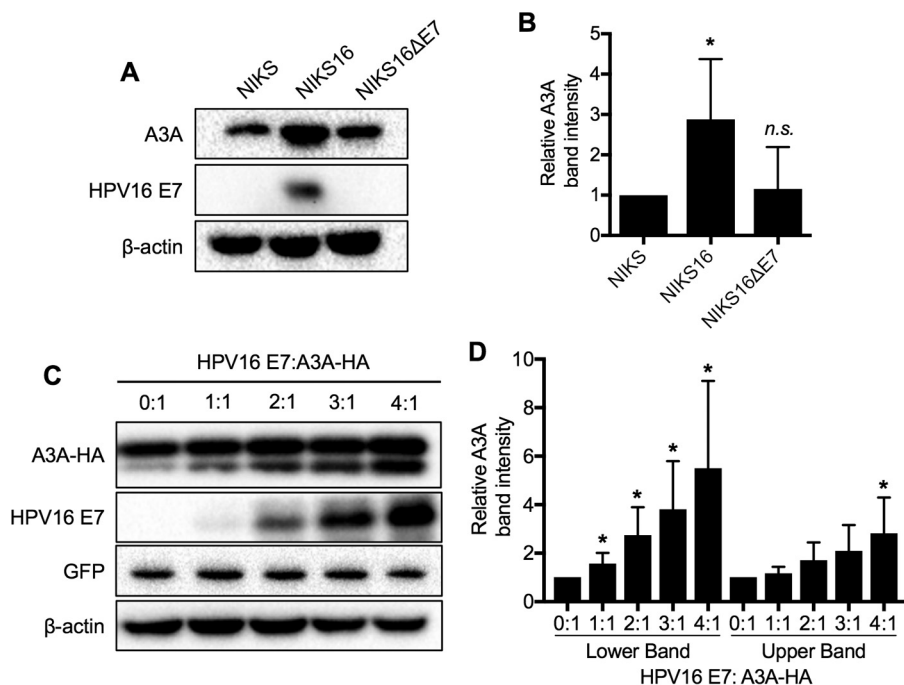 A
NIKS
NIKS16
NIKS16ΔE7
A3A
HPV16 E7
β-actin
B
Relative A3A
band intensity
5
4
3
2
1
0
*
n.s.
NIKS
NIKS16
NIKS16ΔE7
C
HPV16 E7:A3A-HA
0:1 1:1 2:1 3:1 4:1
A3A-HA
HPV16 E7
GFP
β-actin
D
Relative A3A
band intensity
10
8
6
4
2
0
* * * * *
0:1 1:1 2:1 3:1 4:1 0:1 1:1 2:1 3:1 4:1
Lower Band Upper Band
HPV16 E7: A3A-HA